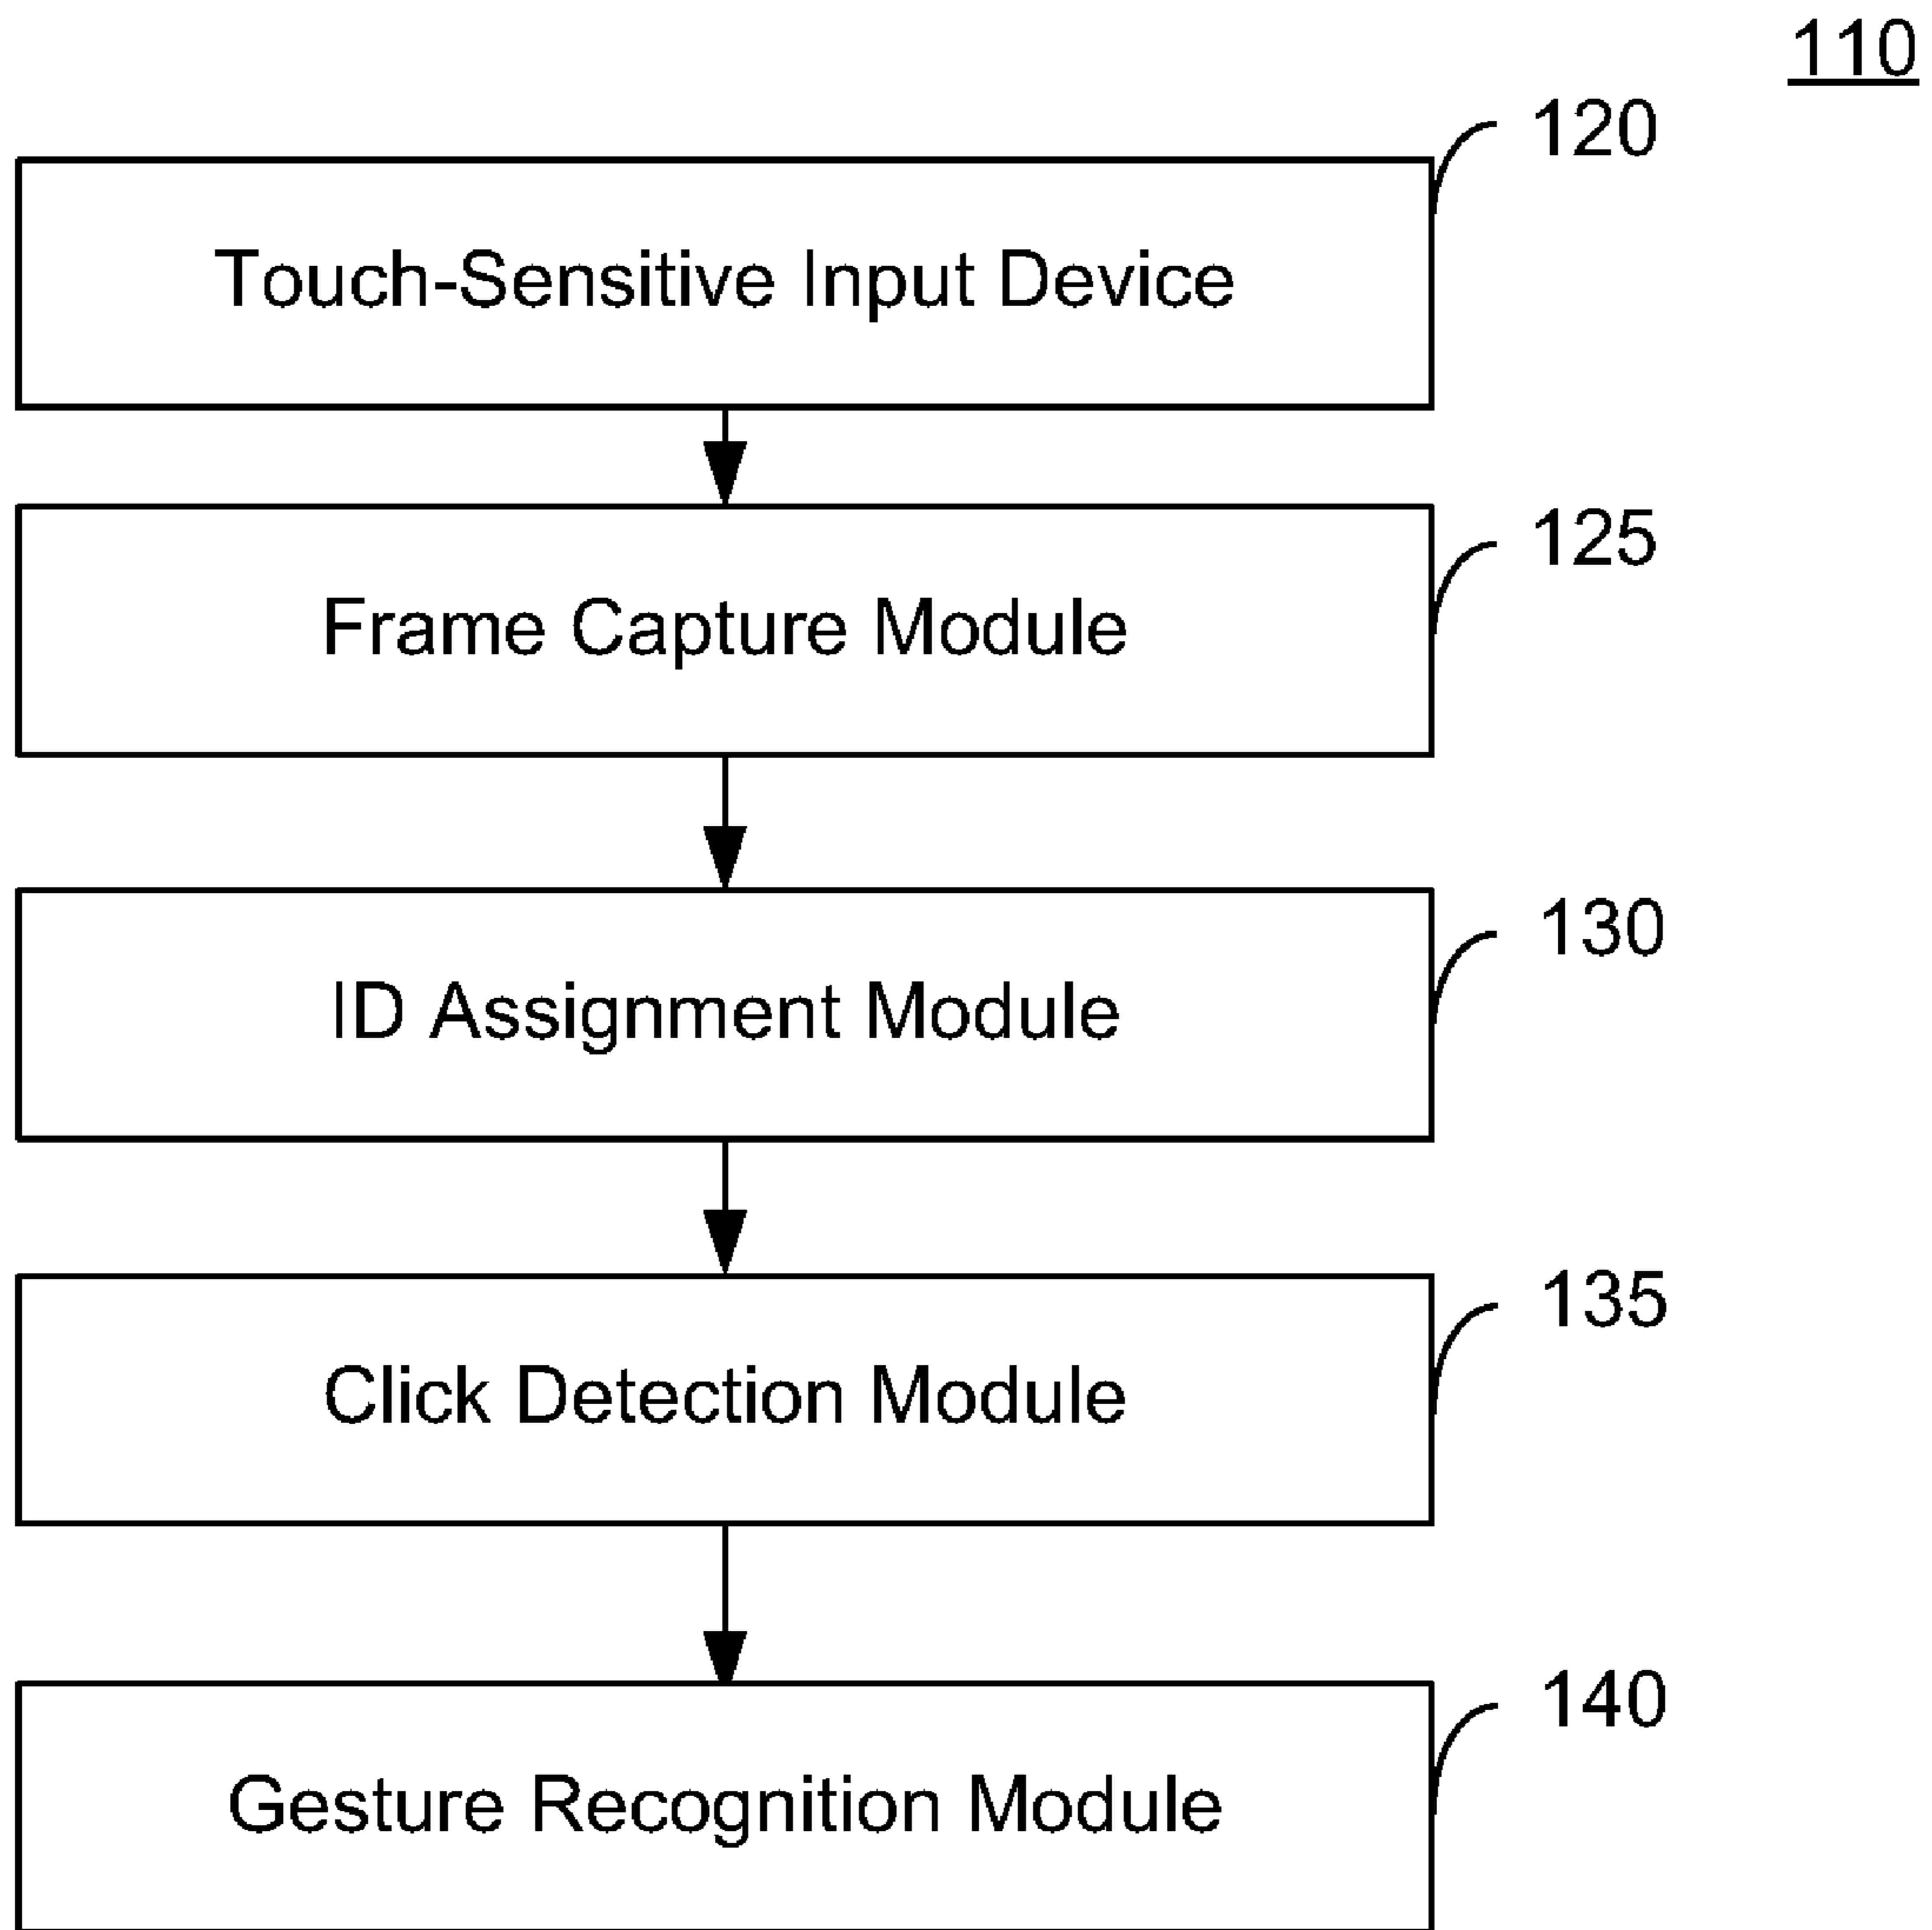 110
120
Touch-Sensitive Input Device
125
Frame Capture Module
130
ID Assignment Module
135
Click Detection Module
140
Gesture Recognition Module